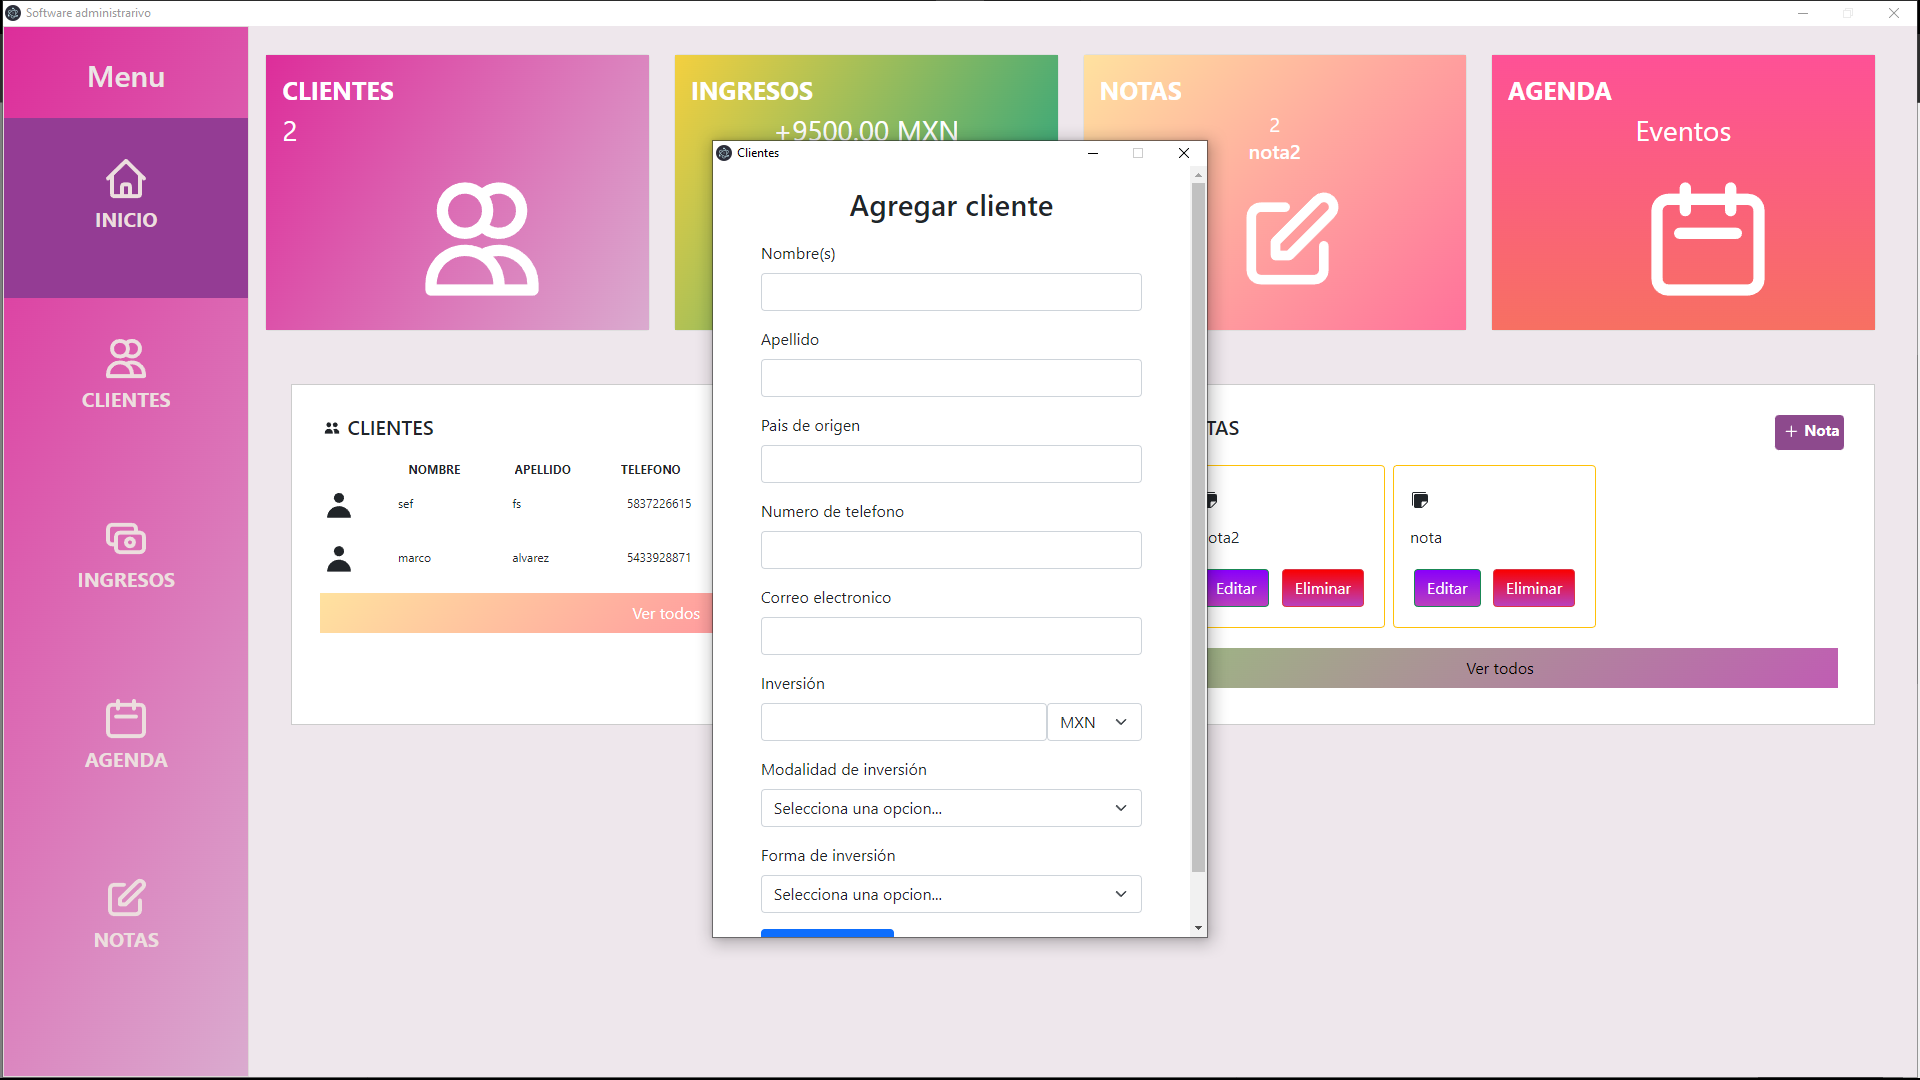 Software administrarivo
Menu
INICIO
CLIENTES
INGRESOS
AGENDA
NOTAS
CLIENTES
2
INGRESOS
+9500.00 MXN
NOTAS
2
nota2
AGENDA
Eventos
CLIENTES
NOMBRE APELLIDO TELEFONO
sef fs 5837226615
marco alvarez 5433928871
Ver todos
Clientes
Agregar cliente
Nombre(s)
Apellido
Pais de origen
Numero de telefono
Correo electronico
Inversión
MXN
Modalidad de inversión
Selecciona una opcion...
Forma de inversión
Selecciona una opcion...
TAS
+ Nota
ota2
Editar Eliminar
nota
Editar Eliminar
Ver todos